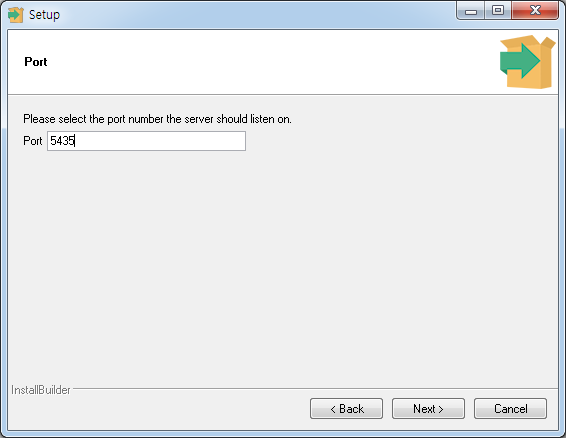 Setup
Port
Please select the port number the server should listen on.
Port 5435
InstallBuilder
< Back Next > Cancel